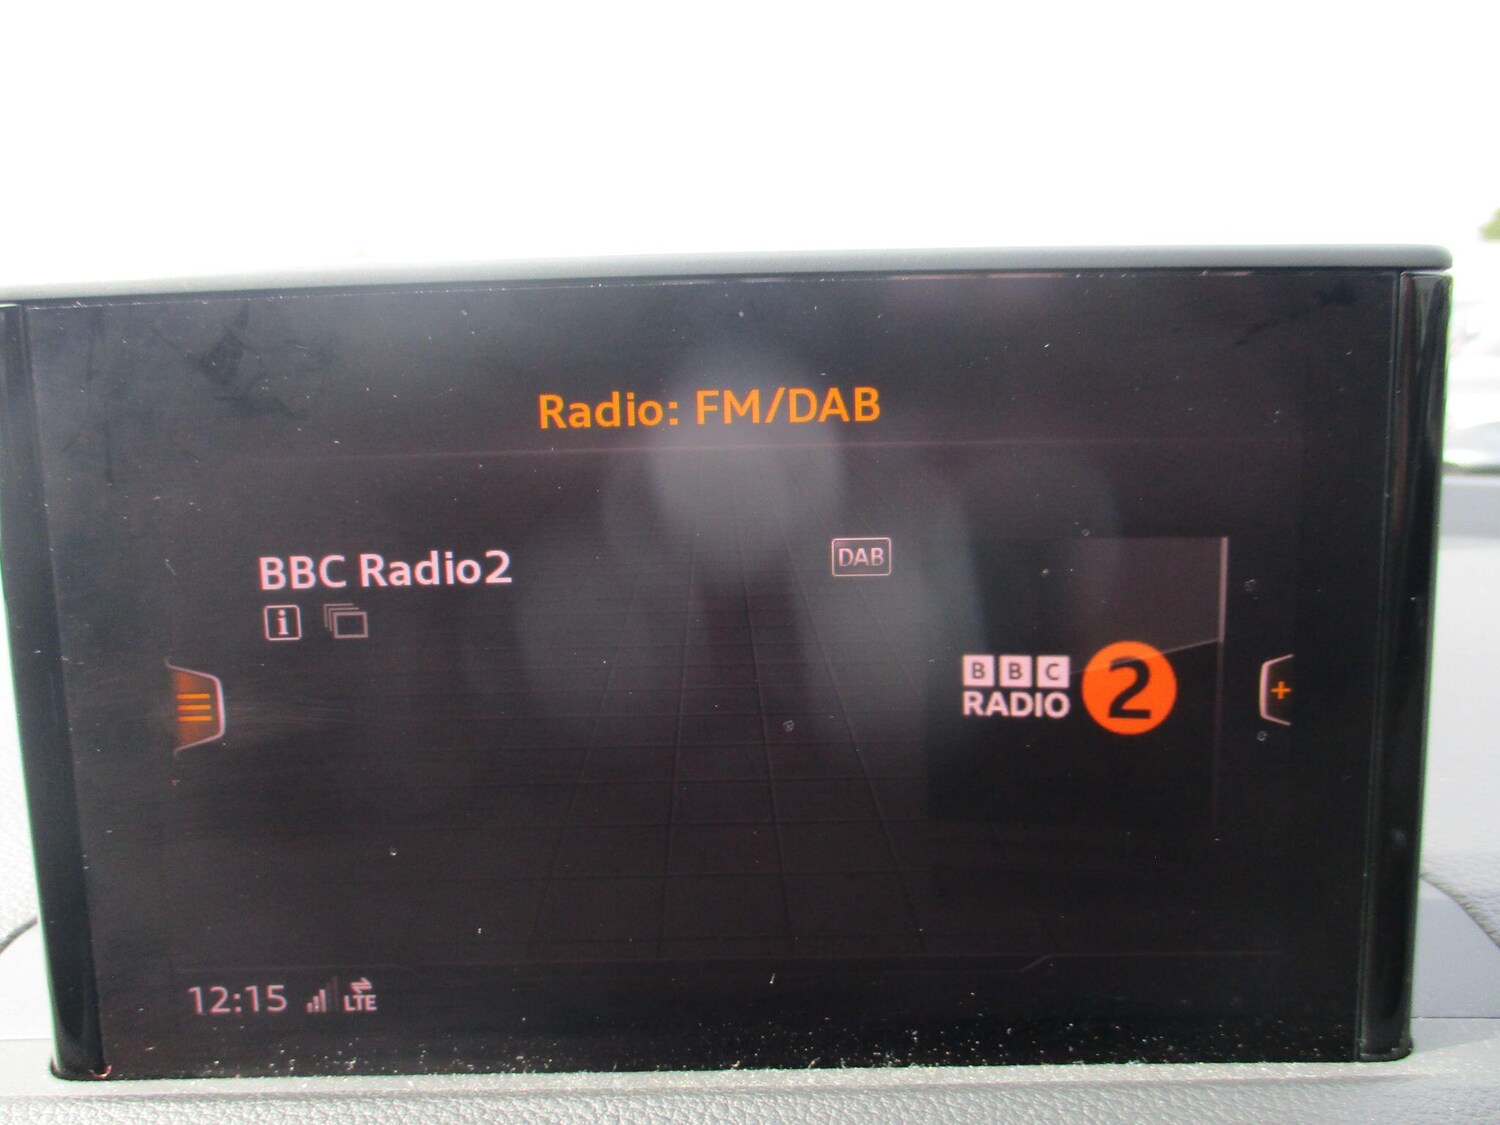 Radio: FM/DAB
BBC Radio2
DAB
i
BBC
RADIO 2
12:15 LTE